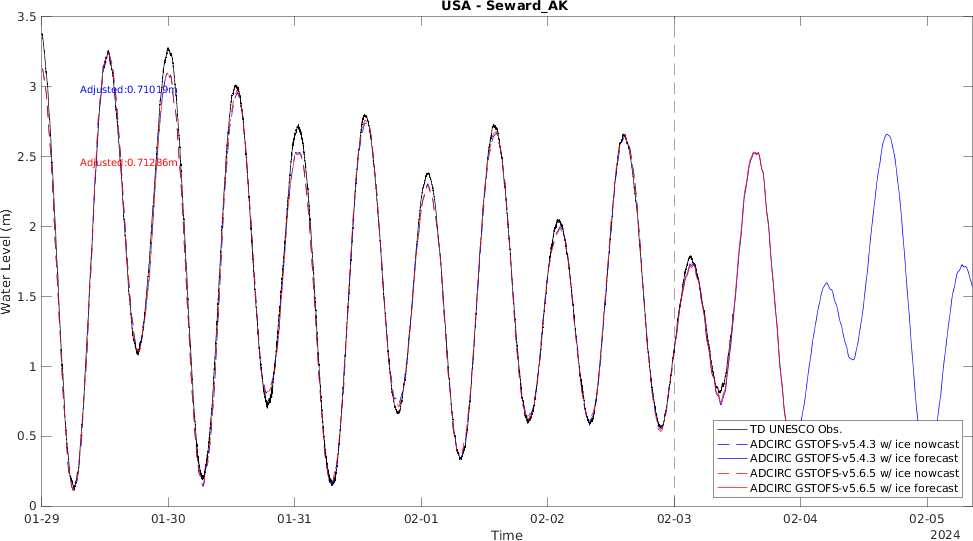 USA - Seward_AK
3.5
3
2.5
2
1.5
1
0.5
0
Water Level (m)
Adjusted:0.71019m
Adjusted:0.71286m
TD UNESCO Obs.
ADCIRC GSTOFS-v5.4.3 w/ ice nowcast
ADCIRC GSTOFS-v5.4.3 w/ ice forecast
ADCIRC GSTOFS-v5.6.5 w/ ice nowcast
ADCIRC GSTOFS-v5.6.5 w/ ice forecast
01-29 01-30 01-31 02-01 02-02 02-03 02-04 02-05
Time
2024